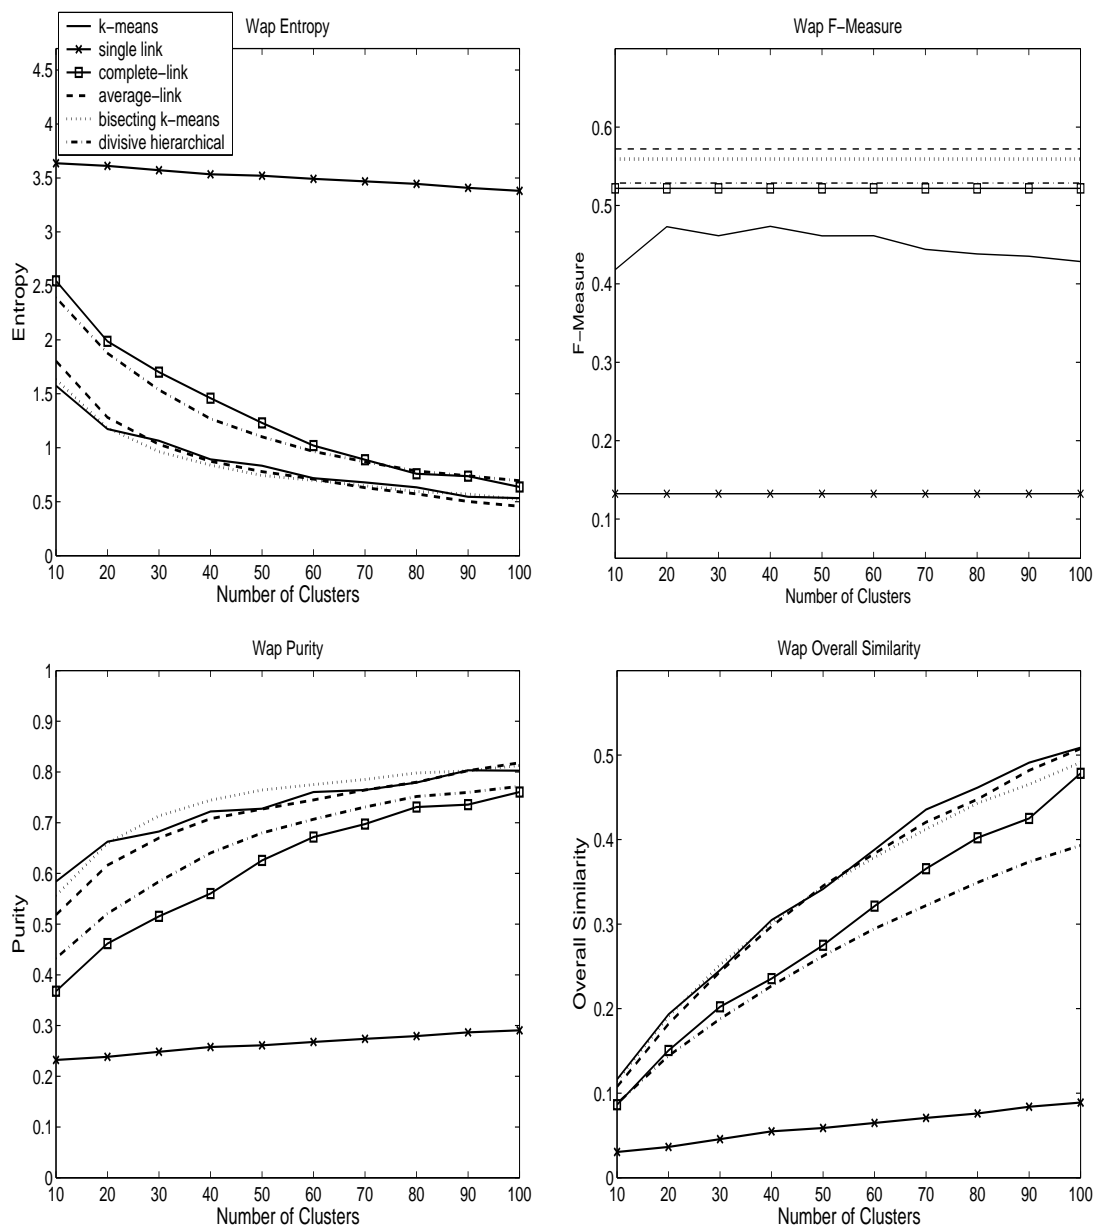 Wap Entropy
k-means
single link
complete-link
average-link
bisecting k-means
divisive hierarchical
4.5
4
3.5
3
2.5
2
1.5
1
0.5
0
Entropy
10 20 30 40 50 60 70 80 90 100
Number of Clusters
Wap F-Measure
0.6
0.5
0.4
0.3
0.2
0.1
F-Measure
10 20 30 40 50 60 70 80 90 100
Number of Clusters
Wap Purity
1
0.9
0.8
0.7
0.6
0.5
0.4
0.3
0.2
0.1
0
Purity
10 20 30 40 50 60 70 80 90 100
Number of Clusters
Wap Overall Similarity
0.5
0.4
0.3
0.2
0.1
0
Overall Similarity
10 20 30 40 50 60 70 80 90 100
Number of Clusters